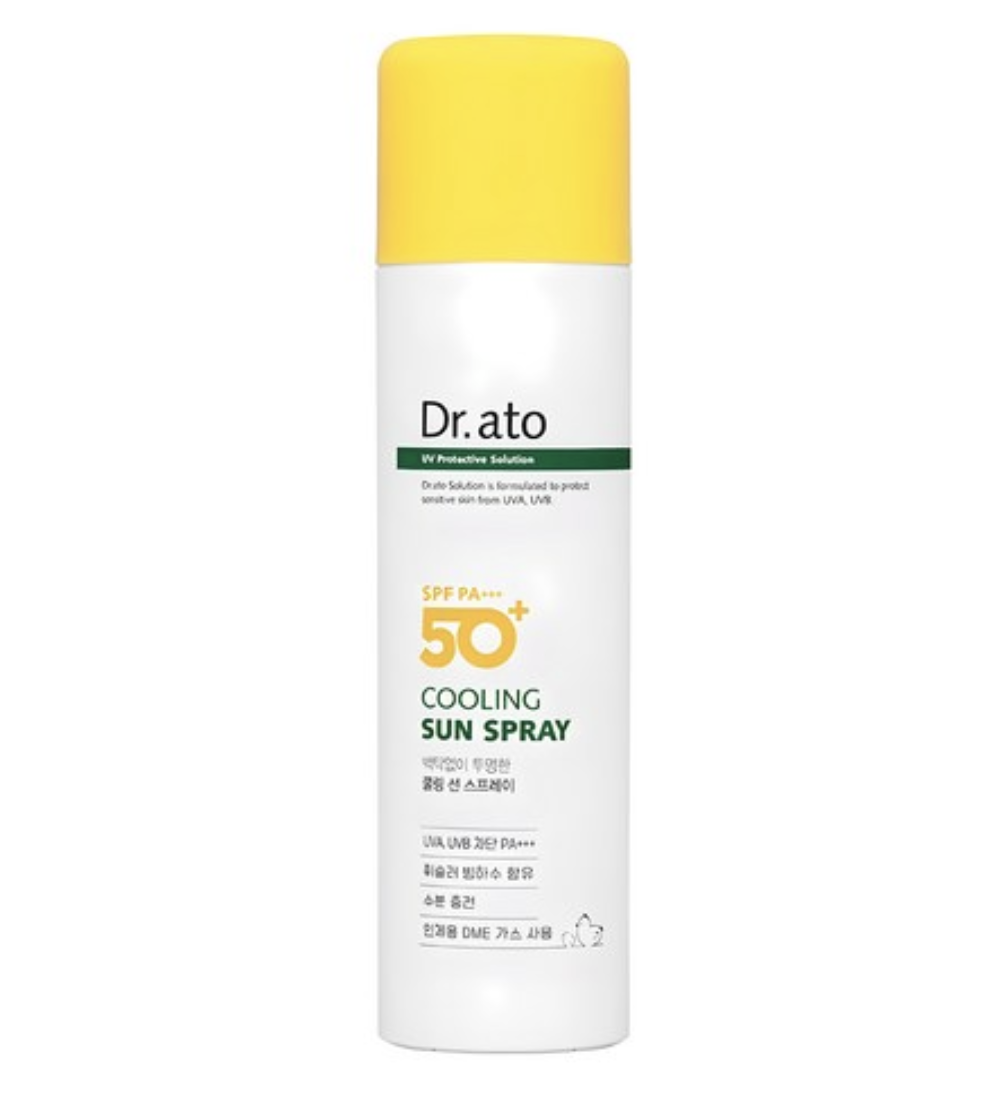 Dr.ato
UV Protective Solution
Dr.ato Solution is formulated to protect
sensitive skin from UVA, UVB.
SPF PA+++
50+
COOLING
SUN SPRAY
백탁없이 투명한
쿨링 선 스프레이
UVA, UVB 차단 PA+++
휘슬러 빙하수 함유
수분 충전
인체용 DME 가스 사용